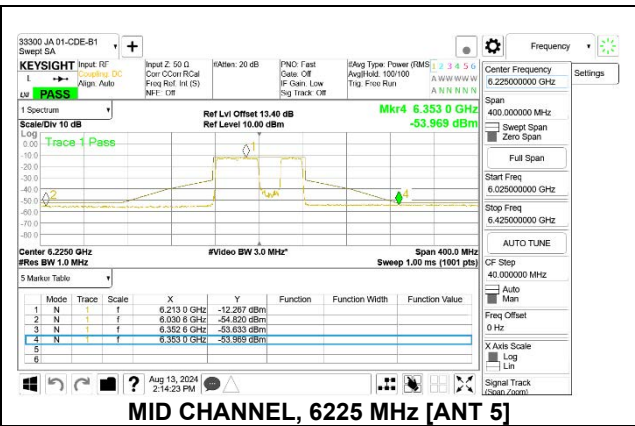 33300 JA 01-CDE-B1
Swept SA
+
Frequency
KEYSIGHT Input: RF
Coupling: DC
Align: Auto
Input Z: 50 Ω
Corr CCorr RCal
Freq Ref: Int (S)
NFE: Off
#Atten: 20 dB
PNO: Fast
Gate: Off
IF Gain: Low
Sig Track: Off
#Avg Type: Power (RMS)
Avg|Hold: 100/100
Trig: Free Run
1 2 3 4 5 6
A W W W W W
A N N N N N
L
LW PASS
Center Frequency
6.225000000 GHz
Settings
Span
400.000000 MHz
Swept Span
Zero Span
Full Span
Start Freq
6.025000000 GHz
Stop Freq
6.425000000 GHz
AUTO TUNE
CF Step
40.000000 MHz
Auto
Man
Freq Offset
0 Hz
X Axis Scale
Log
Lin
Signal Track
(Span Zoom)
1 Spectrum
Scale/Div 10 dB
Ref Lvl Offset 13.40 dB
Ref Level 10.00 dBm
Mkr4 6.353 0 GHz
-53.969 dBm
Log
Trace 1 Pass
0.00
-10.0
-20.0
-30.0
-40.0
-50.0
-60.0
-70.0
-80.0
1
2
4
Center 6.2250 GHz
#Res BW 1.0 MHz
#Video BW 3.0 MHz*
Span 400.0 MHz
Sweep 1.00 ms (1001 pts)
5 Marker Table
Mode Trace Scale X Y Function Function Width Function Value
1 N 1 f 6.213 0 GHz -12.267 dBm
2 N 1 f 6.030 6 GHz -54.820 dBm
3 N 1 f 6.352 6 GHz -53.633 dBm
4 N 1 f 6.353 0 GHz -53.969 dBm
5
6
?
Aug 13, 2024
2:14:23 PM
MID CHANNEL, 6225 MHz [ANT 5]